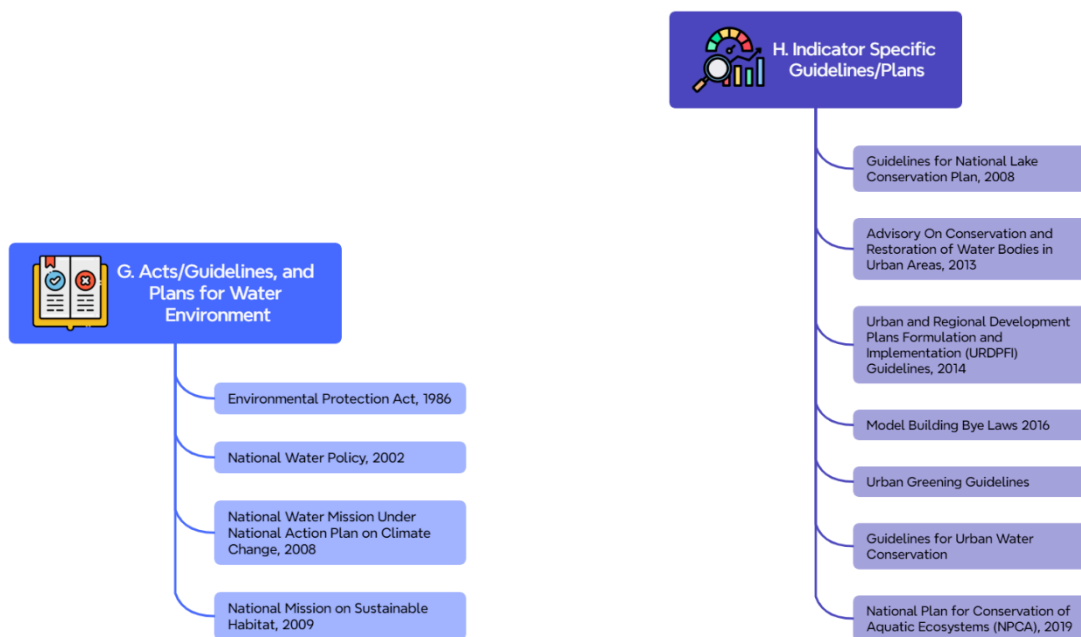 G. Acts/Guidelines, and
Plans for Water
Environment
Environmental Protection Act, 1986
National Water Policy, 2002
National Water Mission Under
National Action Plan on Climate
Change, 2008
National Mission on Sustainable
Habitat, 2009
H. Indicator Specific
Guidelines/Plans
Guidelines for National Lake
Conservation Plan, 2008
Advisory On Conservation and
Restoration of Water Bodies in
Urban Areas, 2013
Urban and Regional Development
Plans Formulation and
Implementation (URDPFI)
Guidelines, 2014
Model Building Bye Laws 2016
Urban Greening Guidelines
Guidelines for Urban Water
Conservation
National Plan for Conservation of
Aquatic Ecosystems (NPCA), 2019